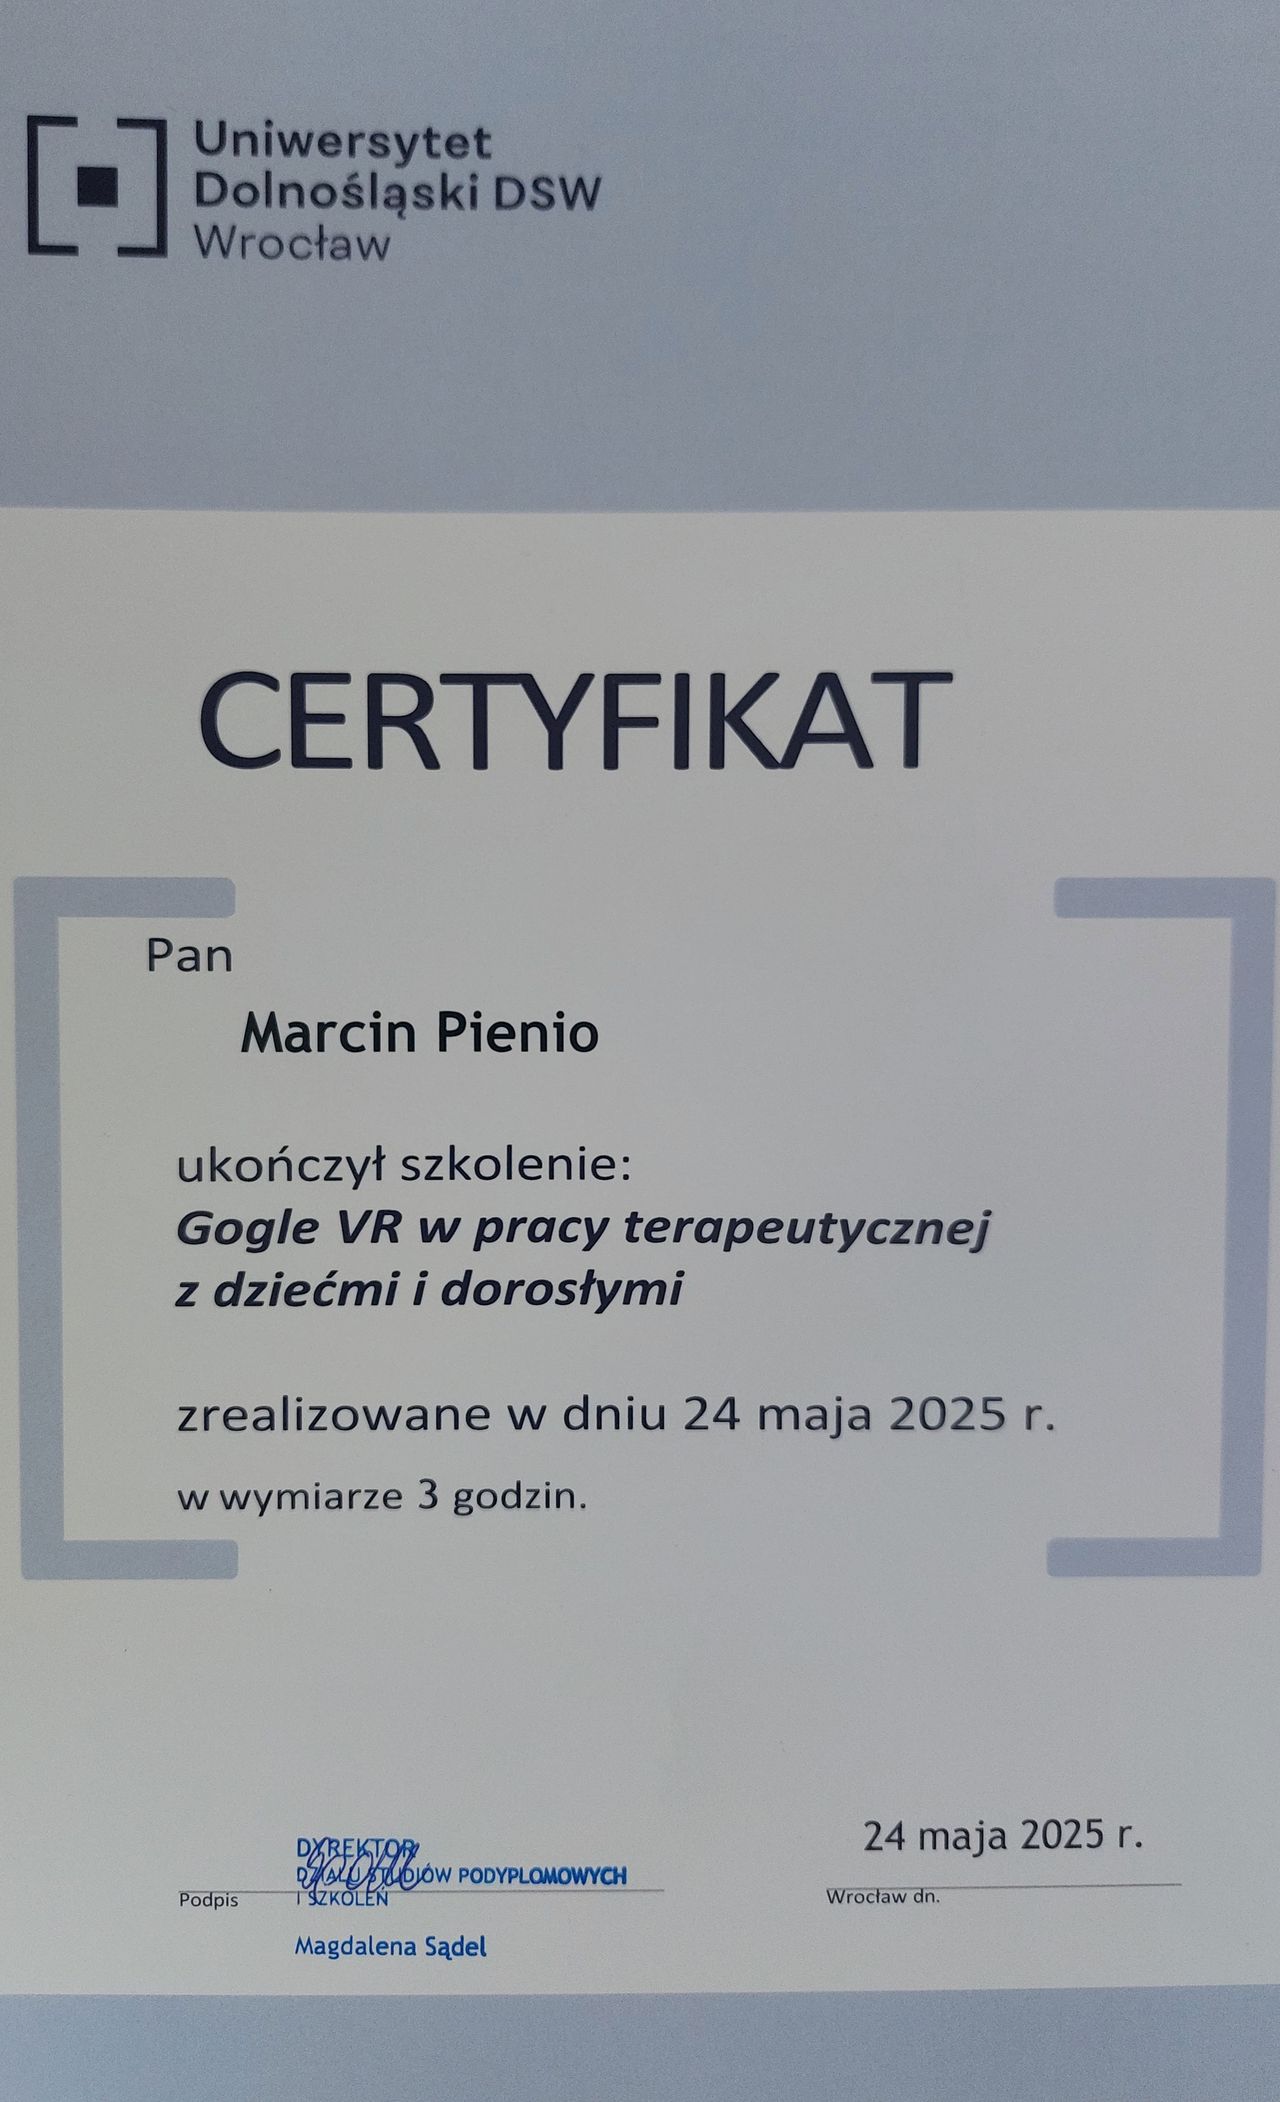 Uniwersytet
Dolnośląski DSW
Wrocław
CERTYFIKAT
Pan
Marcin Pienio
ukończył szkolenie:
Gogle VR w pracy terapeutycznej
z dziećmi i dorosłymi
zrealizowane w dniu 24 maja 2025 r.
w wymiarze 3 godzin.
DYREKTOR
DZIAŁU STUDIÓW PODYPLOMOWYCH
I SZKOLEŃ
Podpis
Magdalena Sądel
24 maja 2025 r.
Wrocław dn.